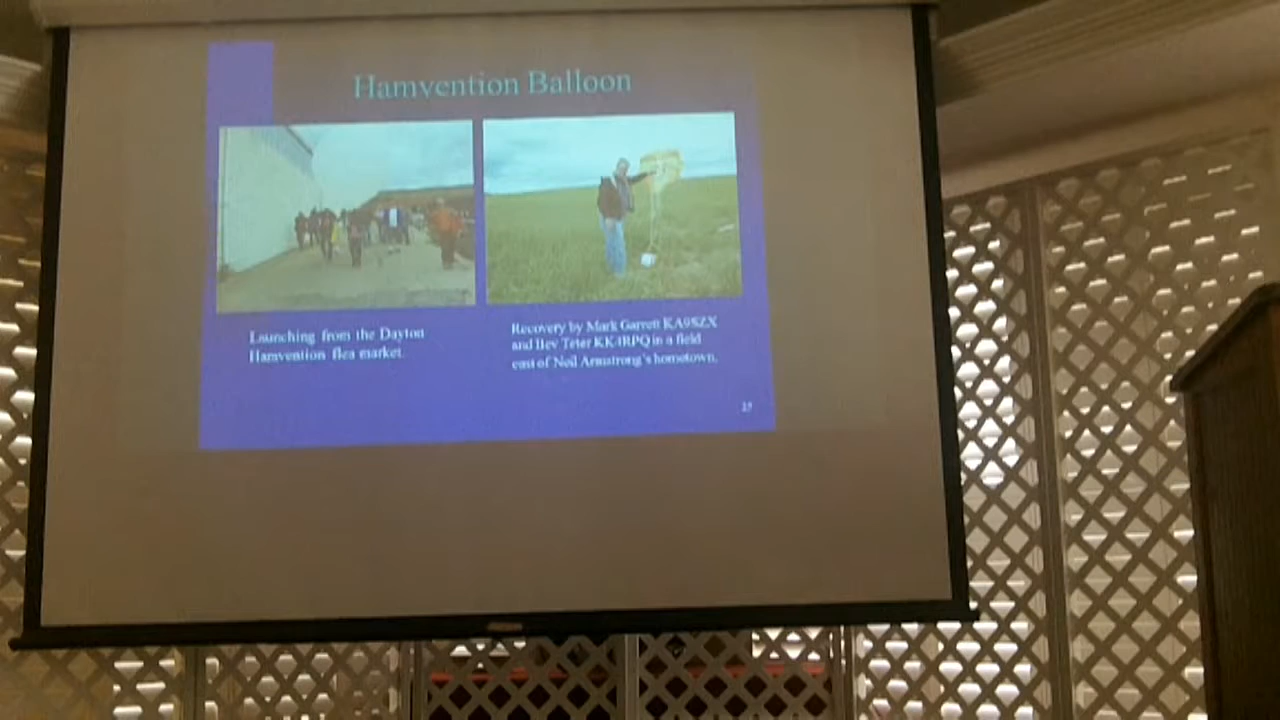 Hamvention Balloon
Launching from the Dayton
Hamvention flea market.
Recovery by Mark Garrett KA9SZX
and Bev Teter KK4RPQ in a field
east of Neil Armstrong's hometown.